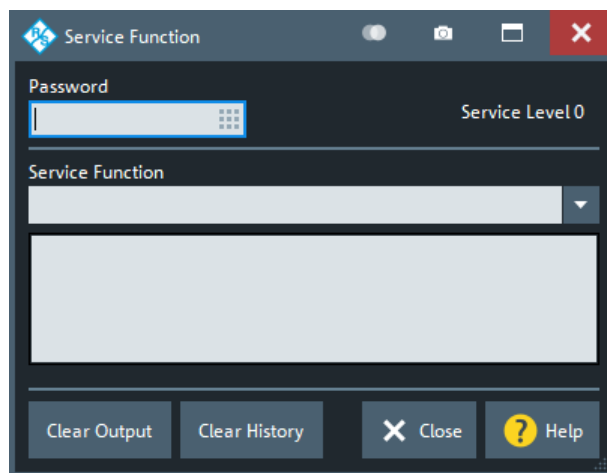 R&S Service Function
Password
Service Level 0
Service Function
Clear Output Clear History Close ? Help